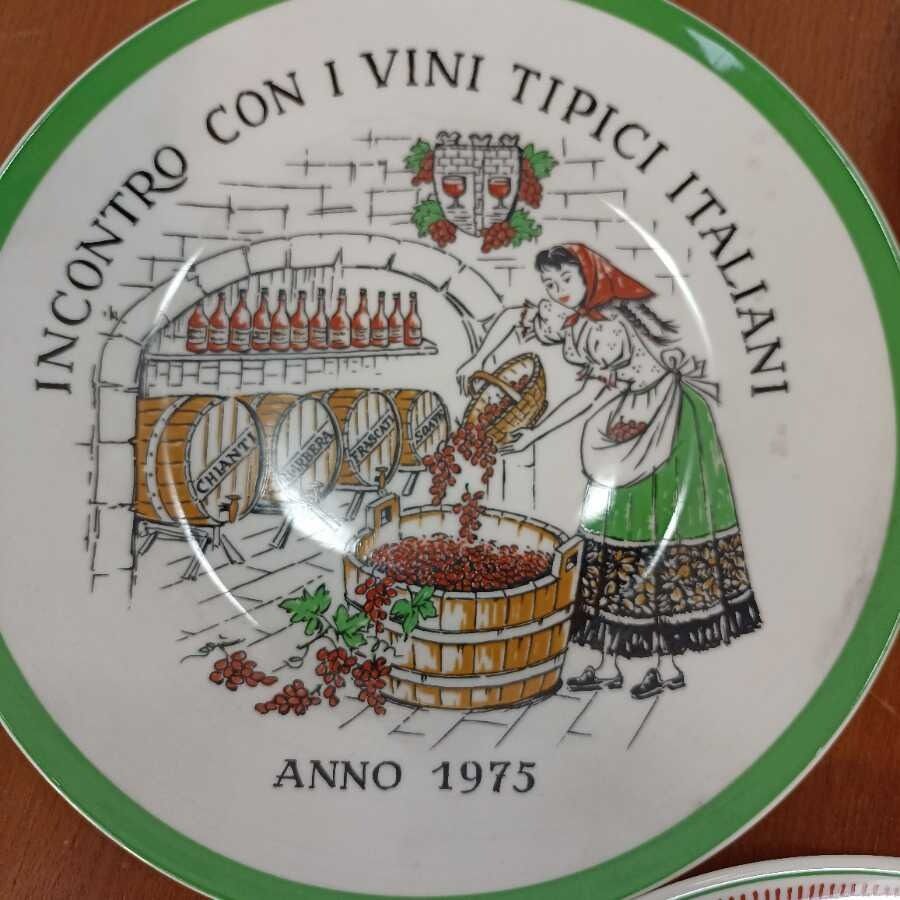 INCONTRO CON I VINI TIPICI ITALIANI
CHIANTI
BARBERA
FRASCATI
SOAVE
ANNO 1975